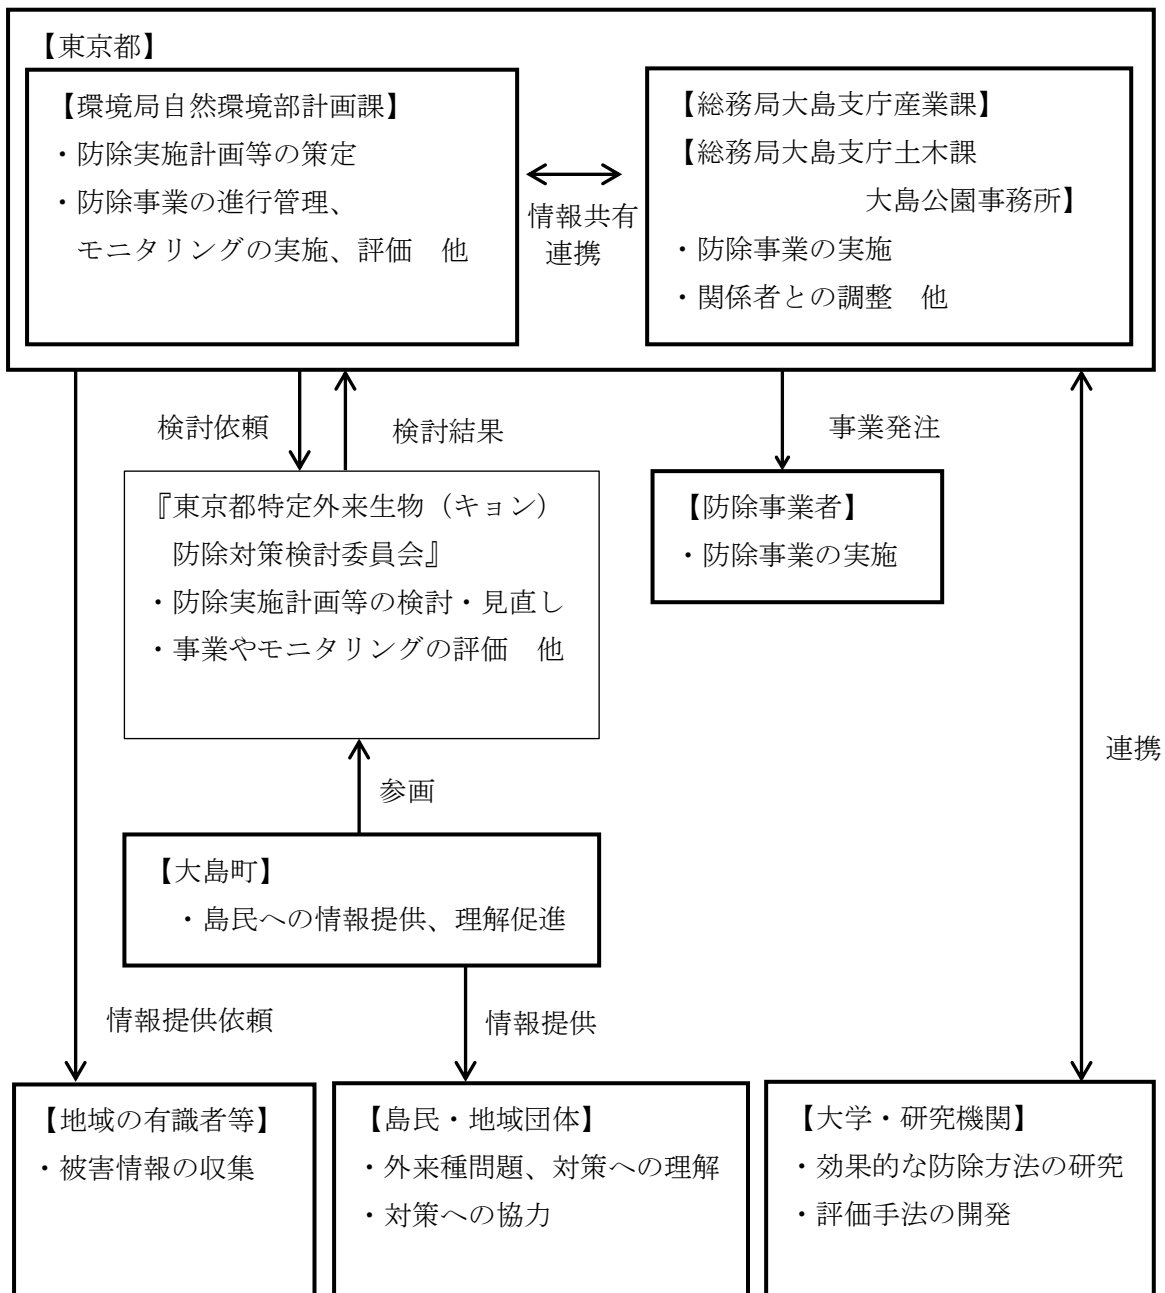 【東京都】
【環境局自然環境部計画課】
・防除実施計画等の策定
・防除事業の進行管理、
モニタリングの実施、評価　他
情報共有
連携
【総務局大島支庁産業課】
【総務局大島支庁土木課
大島公園事務所】
・防除事業の実施
・関係者との調整　他
検討依頼
検討結果
事業発注
『東京都特定外来生物（キョン）
防除対策検討委員会』
・防除実施計画等の検討・見直し
・事業やモニタリングの評価　他
【防除事業者】
・防除事業の実施
連携
参画
【大島町】
・島民への情報提供、理解促進
情報提供依頼
情報提供
【地域の有識者等】
・被害情報の収集
【島民・地域団体】
・外来種問題、対策への理解
・対策への協力
【大学・研究機関】
・効果的な防除方法の研究
・評価手法の開発